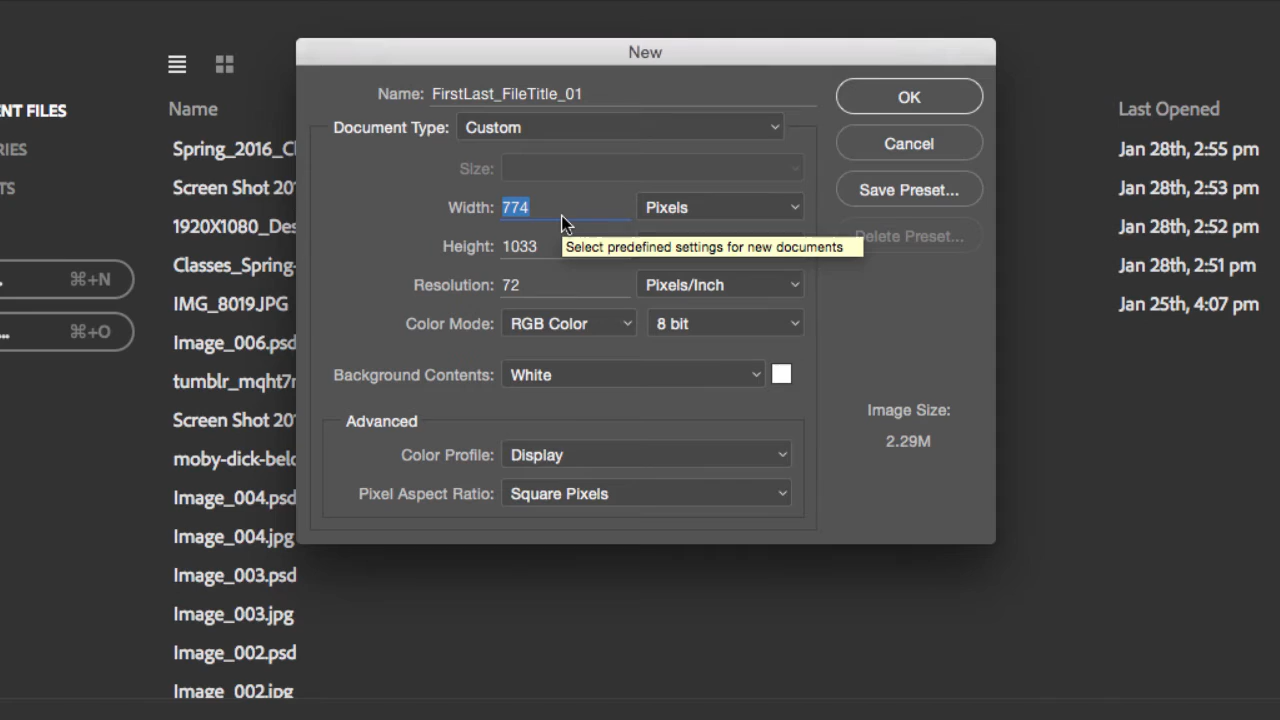 New
Name: FirstLast_FileTitle_01
OK
Document Type: Custom
Cancel
Size:
Save Preset...
Width: 774 Pixels
Delete Preset...
Height: 1033
Select predefined settings for new documents
Resolution: 72 Pixels/Inch
Color Mode: RGB Color 8 bit
Background Contents: White
Image Size:
2.29M
Advanced
Color Profile: Display
Pixel Aspect Ratio: Square Pixels
NT FILES
RIES
TS
... ⌘+N
... ⌘+O
Name
Last Opened
Spring_2016_Cl
Jan 28th, 2:55 pm
Screen Shot 201
Jan 28th, 2:53 pm
1920X1080_Des
Jan 28th, 2:52 pm
Classes_Spring-
Jan 28th, 2:51 pm
IMG_8019.JPG
Jan 25th, 4:07 pm
Image_006.psd
tumblr_mqht7r
Screen Shot 201
moby-dick-belo
Image_004.psd
Image_004.jpg
Image_003.psd
Image_003.jpg
Image_002.psd
Image_002.jpg